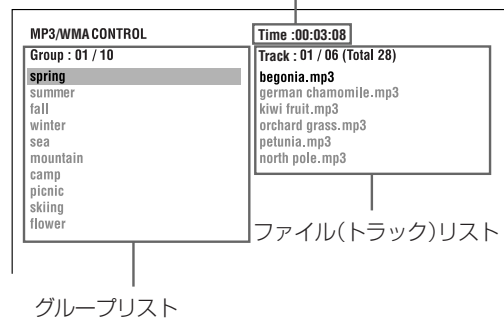 MP3/WMA CONTROL
Time :00:03:08
Group : 01 / 10
spring
summer
fall
winter
sea
mountain
camp
picnic
skiing
flower
Track : 01 / 06 (Total 28)
begonia.mp3
german chamomile.mp3
kiwi fruit.mp3
orchard grass.mp3
petunia.mp3
north pole.mp3
ファイル(トラック)リスト
グループリスト